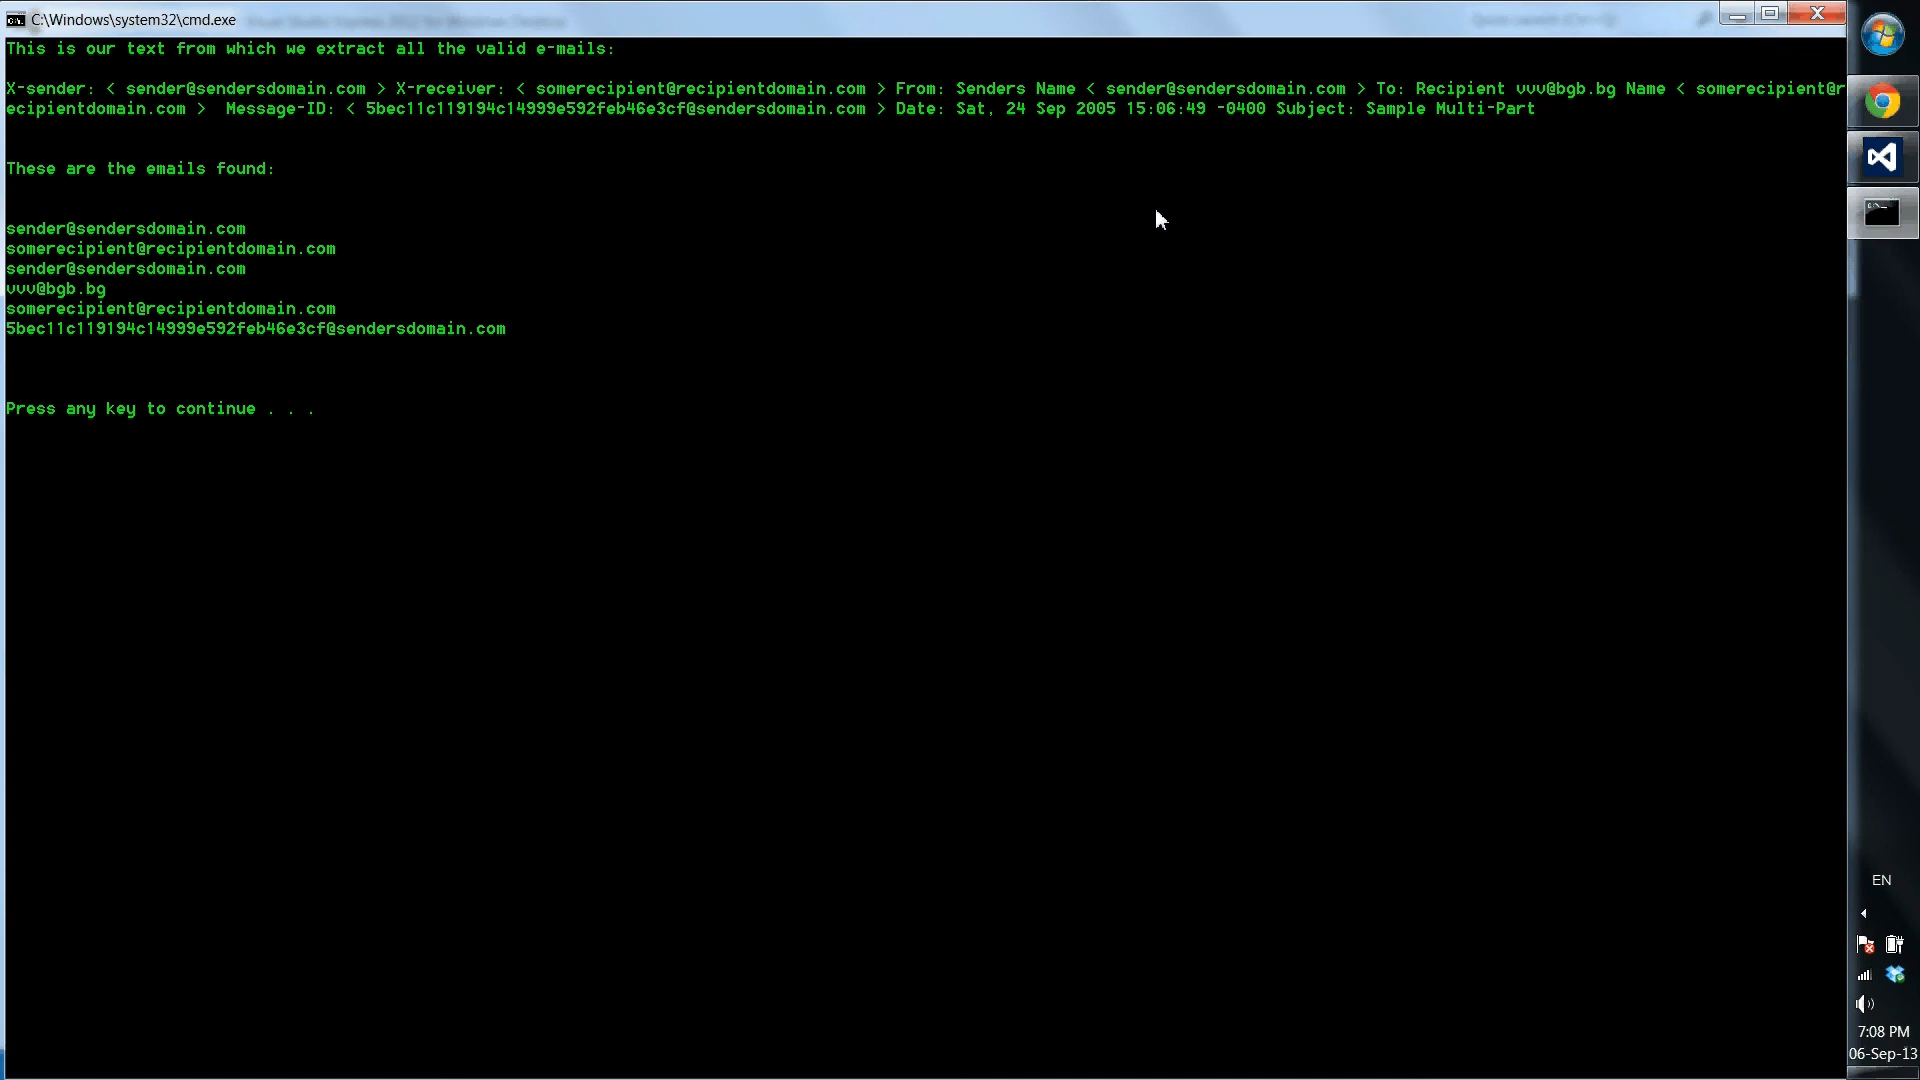 C:\Windows\system32\cmd.exe
This is our text from which we extract all the valid e-mails:
X-sender: < sender@sendersdomain.com > X-receiver: < somerecipient@recipientdomain.com > From: Senders Name < sender@sendersdomain.com > To: Recipient vvv@bgb.bg Name < somerecipient@r
ecipientdomain.com >  Message-ID: < 5bec11c119194c14999e592feb46e3cf@sendersdomain.com > Date: Sat, 24 Sep 2005 15:06:49 -0400 Subject: Sample Multi-Part
These are the emails found:
sender@sendersdomain.com
somerecipient@recipientdomain.com
sender@sendersdomain.com
vvv@bgb.bg
somerecipient@recipientdomain.com
5bec11c119194c14999e592feb46e3cf@sendersdomain.com
Press any key to continue . . .
EN
7:08 PM
06-Sep-13